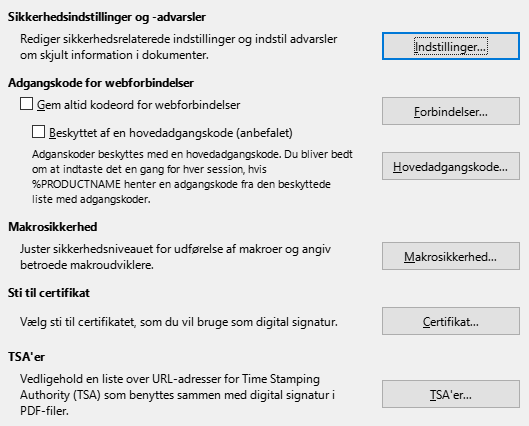 Sikkerhedsindstillinger og -advarsler
Rediger sikkerhedsrelaterede indstillinger og indstil advarsler
om skjult information i dokumenter.
Indstillinger...
Adgangskode for webforbindelser
Gem altid kodeord for webforbindelser
Forbindelser...
Beskyttet af en hovedadgangskode (anbefalet)
Adganskoder beskyttes med en hovedadgangskode. Du bliver bedt
om at indtaste det en gang for hver session, hvis
%PRODUCTNAME henter en adgangskode fra den beskyttede
liste med adgangskoder.
Hovedadgangskode...
Makrosikkerhed
Juster sikkerhedsniveauet for udførelse af makroer og angiv
betroede makroudviklere.
Makrosikkerhed...
Sti til certifikat
Vælg sti til certifikatet, som du vil bruge som digital signatur.
Certifikat...
TSA'er
Vedligehold en liste over URL-adresser for Time Stamping
Authority (TSA) som benyttes sammen med digital signatur i
PDF-filer.
TSA'er...